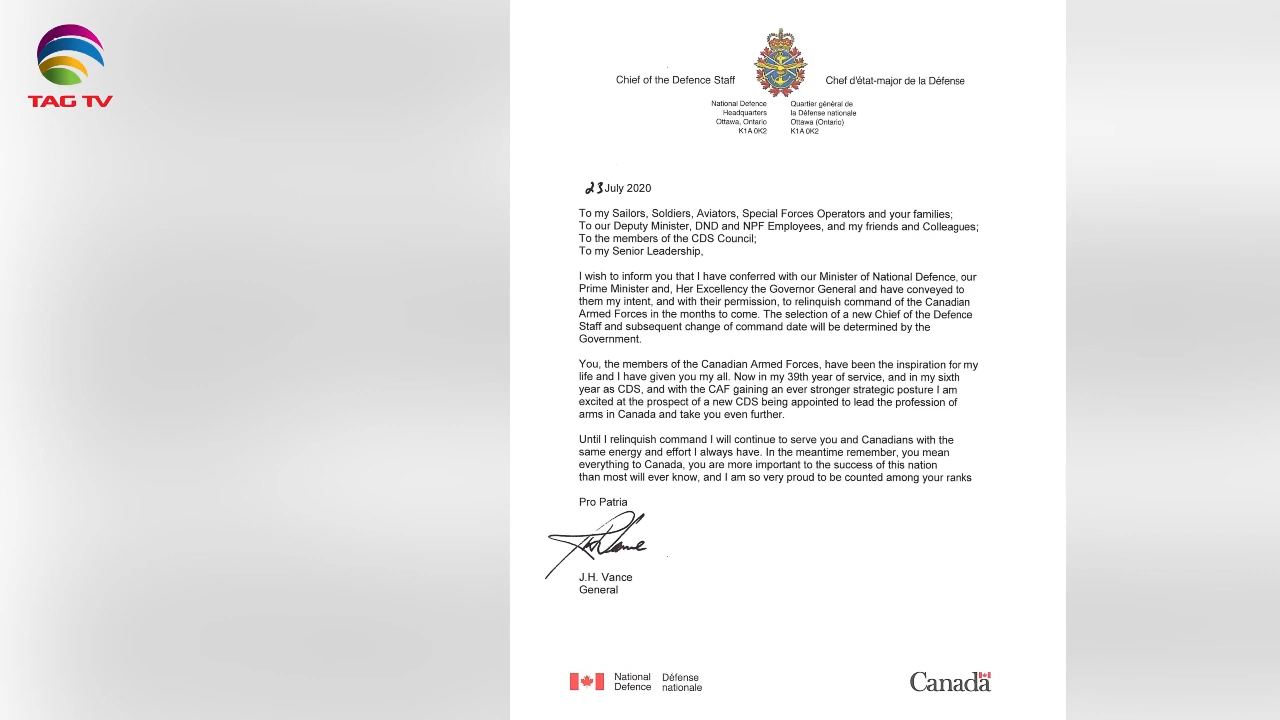 TAG TV
Chief of the Defence Staff
Chef d'état-major de la Défense
National Defence
Headquarters
Ottawa, Ontario
K1A 0K2
Quartier général de
la Défense nationale
Ottawa (Ontario)
K1A 0K2
23 July 2020
To my Sailors, Soldiers, Aviators, Special Forces Operators and your families;
To our Deputy Minister, DND and NPF Employees, and my friends and Colleagues;
To the members of the CDS Council;
To my Senior Leadership,
I wish to inform you that I have conferred with our Minister of National Defence, our
Prime Minister and, Her Excellency the Governor General and have conveyed to
them my intent, and with their permission, to relinquish command of the Canadian
Armed Forces in the months to come. The selection of a new Chief of the Defence
Staff and subsequent change of command date will be determined by the
Government.
You, the members of the Canadian Armed Forces, have been the inspiration for my
life and I have given you my all. Now in my 39th year of service, and in my sixth
year as CDS, and with the CAF gaining an ever stronger strategic posture I am
excited at the prospect of a new CDS being appointed to lead the profession of
arms in Canada and take you even further.
Until I relinquish command I will continue to serve you and Canadians with the
same energy and effort I always have. In the meantime remember, you mean
everything to Canada, you are more important to the success of this nation
than most will ever know, and I am so very proud to be counted among your ranks
Pro Patria
J.H. Vance
General
National
Defence
Défense
nationale
Canada